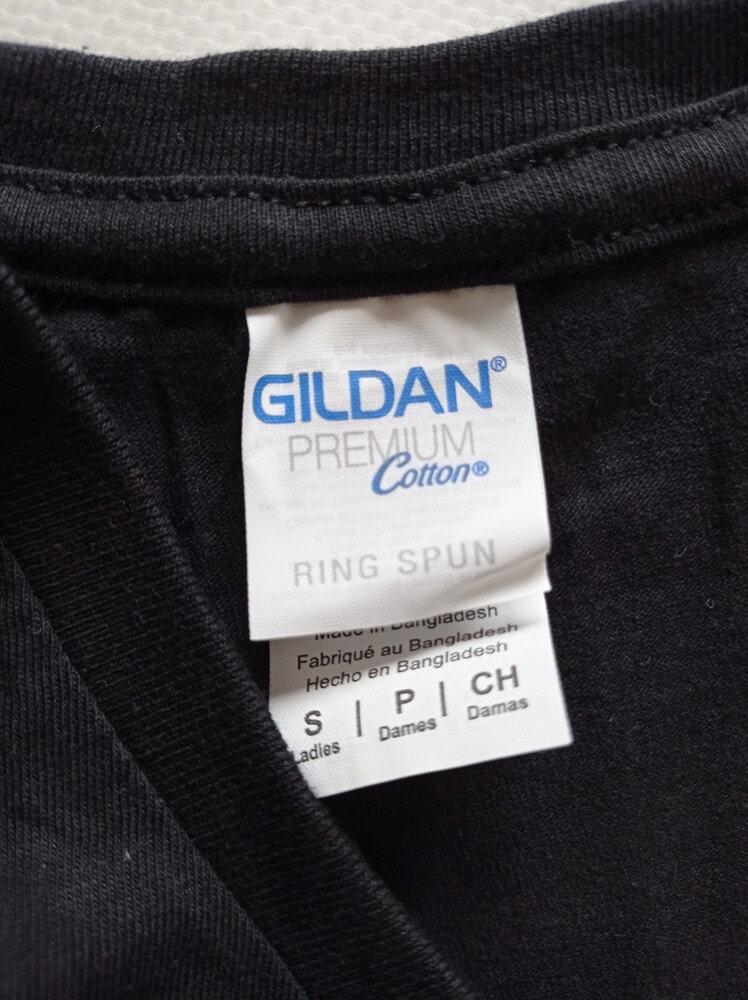 GILDAN®
PREMIUM
Cotton®
RING SPUN
Made in Bangladesh
Fabriqué au Bangladesh
Hecho en Bangladesh
S | P | CH
Ladies Dames Damas